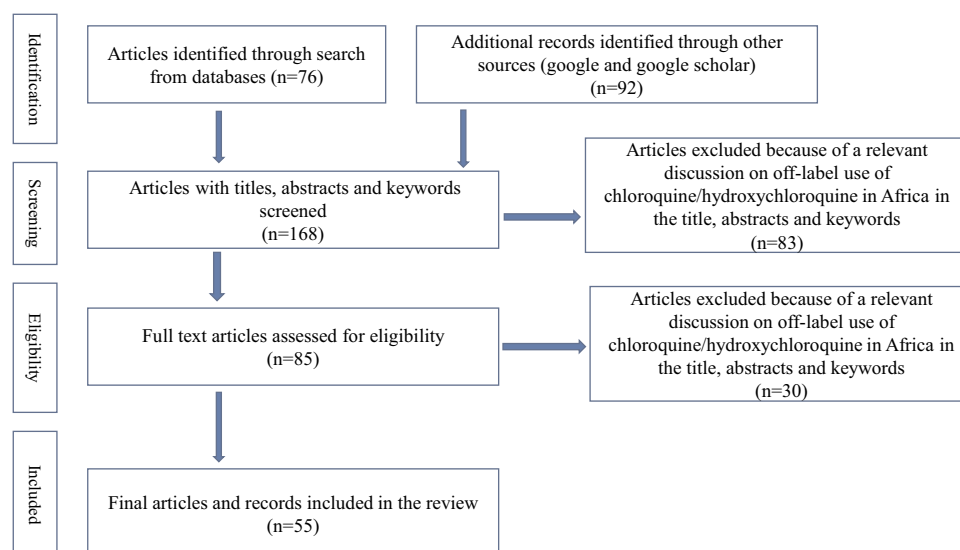 Identification
Articles identified through search
from databases (n=76)
Additional records identified through other
sources (google and google scholar)
(n=92)
Screening
Articles with titles, abstracts and keywords
screened
(n=168)
Articles excluded because of a relevant
discussion on off-label use of
chloroquine/hydroxychloroquine in Africa in
the title, abstracts and keywords
(n=83)
Eligibility
Full text articles assessed for eligibility
(n=85)
Articles excluded because of a relevant
discussion on off-label use of
chloroquine/hydroxychloroquine in Africa in
the title, abstracts and keywords
(n=30)
Included
Final articles and records included in the review
(n=55)